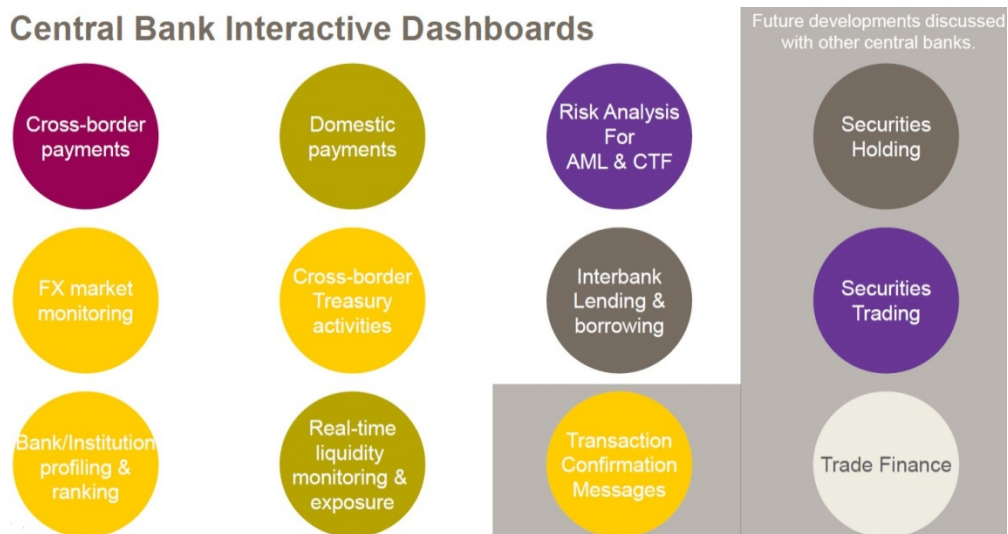 Central Bank Interactive Dashboards
Future developments discussed
with other central banks.
Cross-border
payments
Domestic
payments
Risk Analysis
For
AML & CTF
Securities
Holding
FX market
monitoring
Cross-border
Treasury
activities
Interbank
Lending &
borrowing
Securities
Trading
Bank/Institution
profiling &
ranking
Real-time
liquidity
monitoring &
exposure
Transaction
Confirmation
Messages
Trade Finance